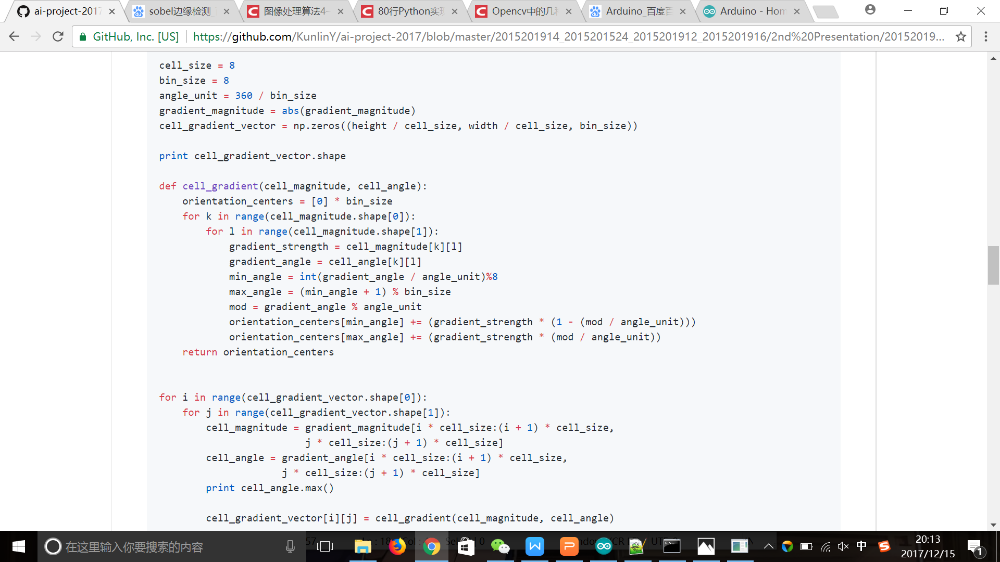 ai-project-2017
sobel边缘检测_
图像处理算法4–
80行Python实现
Opencv中的几何
Arduino_百度百
Arduino - Hom
GitHub, Inc. [US]
https://github.com/KunlinY/ai-project-2017/blob/master/2015201914_2015201524_2015201912_2015201916/2nd%20Presentation/20152019...
cell_size = 8
bin_size = 8
angle_unit = 360 / bin_size
gradient_magnitude = abs(gradient_magnitude)
cell_gradient_vector = np.zeros((height / cell_size, width / cell_size, bin_size))
print cell_gradient_vector.shape
def cell_gradient(cell_magnitude, cell_angle):
orientation_centers = [0] * bin_size
for k in range(cell_magnitude.shape[0]):
for l in range(cell_magnitude.shape[1]):
gradient_strength = cell_magnitude[k][l]
gradient_angle = cell_angle[k][l]
min_angle = int(gradient_angle / angle_unit)%8
max_angle = (min_angle + 1) % bin_size
mod = gradient_angle % angle_unit
orientation_centers[min_angle] += (gradient_strength * (1 - (mod / angle_unit)))
orientation_centers[max_angle] += (gradient_strength * (mod / angle_unit))
return orientation_centers
for i in range(cell_gradient_vector.shape[0]):
for j in range(cell_gradient_vector.shape[1]):
cell_magnitude = gradient_magnitude[i * cell_size:(i + 1) * cell_size,
j * cell_size:(j + 1) * cell_size]
cell_angle = gradient_angle[i * cell_size:(i + 1) * cell_size,
j * cell_size:(j + 1) * cell_size]
print cell_angle.max()
cell_gradient_vector[i][j] = cell_gradient(cell_magnitude, cell_angle)
在这里输入你要搜索的内容
中
20:13
2017/12/15
1